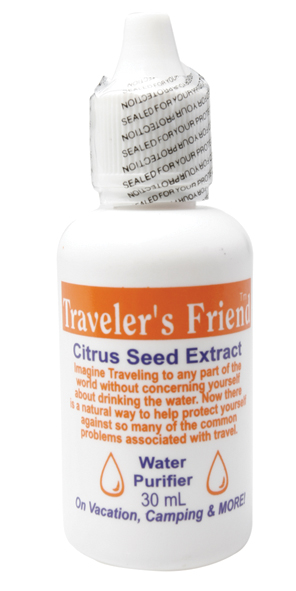 SEALED FOR YOUR PROTECTION
SEALED FOR YOUR PROTECTION
SEALED FOR YOUR PROTECTION
Traveler's Friend
Citrus Seed Extract
Imagine Traveling to any part of the
world without concerning yourself
about drinking the water. Now there
is a natural way to help protect yourself
against so many of the common
problems associated with travel.
Water
Purifier
30 mL
On Vacation, Camping & MORE!